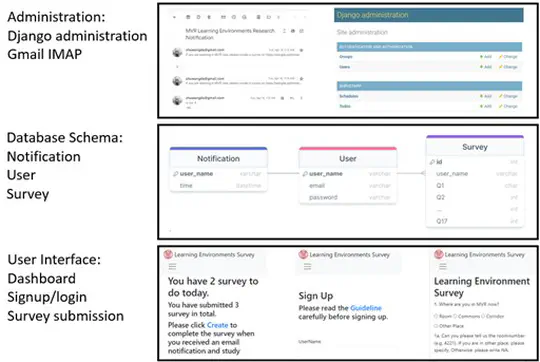 Administration:
Django administration
Gmail IMAP
MVR Learning Environments Research
Notification
Django administration
Site administration
AUTHENTICATION AND AUTHORIZATION
Groups
Add
Change
Users
Add
Change
Schedules
Add
Change
Todos
Add
Change
Database Schema:
Notification
User
Survey
Notification
user_name varchar
time datetime
User
user_name varchar
email varchar
password varchar
Survey
id int
user_name varchar
Q1 char
Q2 int
... int
Q17 int
User Interface:
Dashboard
Signup/login
Survey submission
Learning Environments Survey
You have 2 survey to
do today.
You have submitted 3
survey in total.
Please click Create to
complete the survey when
you received an email
notification and study
Learning Environments Survey
Sign Up
Please read the Guideline
carefully before signing up.
UserName
Learning Environments Survey
Learning Environment
Survey
1. Where are you in MVR now?
Room
Commons
Corridor
Other Place
1a. Can you please tell us the roomnumber
(e.g. 4221). If you are in other place, please
specify. Otherwise please write NA.